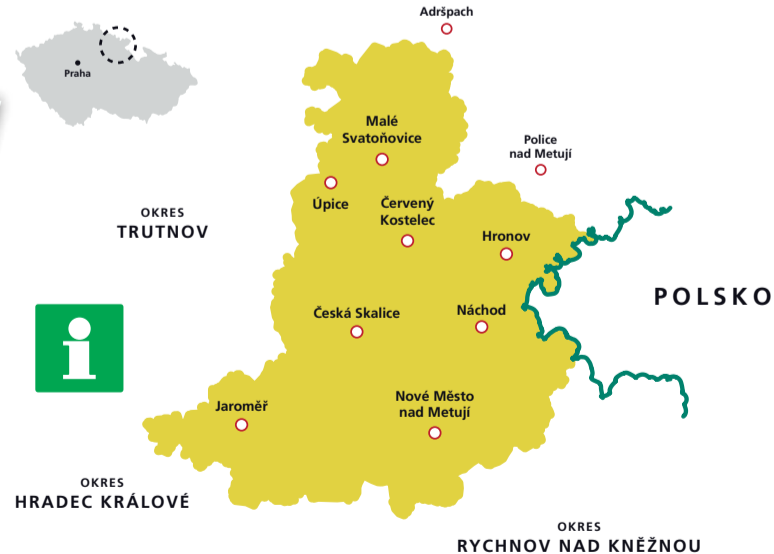 Adršpach
Praha
Malé
Svatoňovice
Police
nad Metují
Úpice
Červený
Kostelec
OKRES
TRUTNOV
Hronov
POLSKO
Česká Skalice
Náchod
i
Jaroměř
Nové Město
nad Metují
OKRES
HRADEC KRÁLOVÉ
OKRES
RYCHNOV NAD KNĚŽNOU